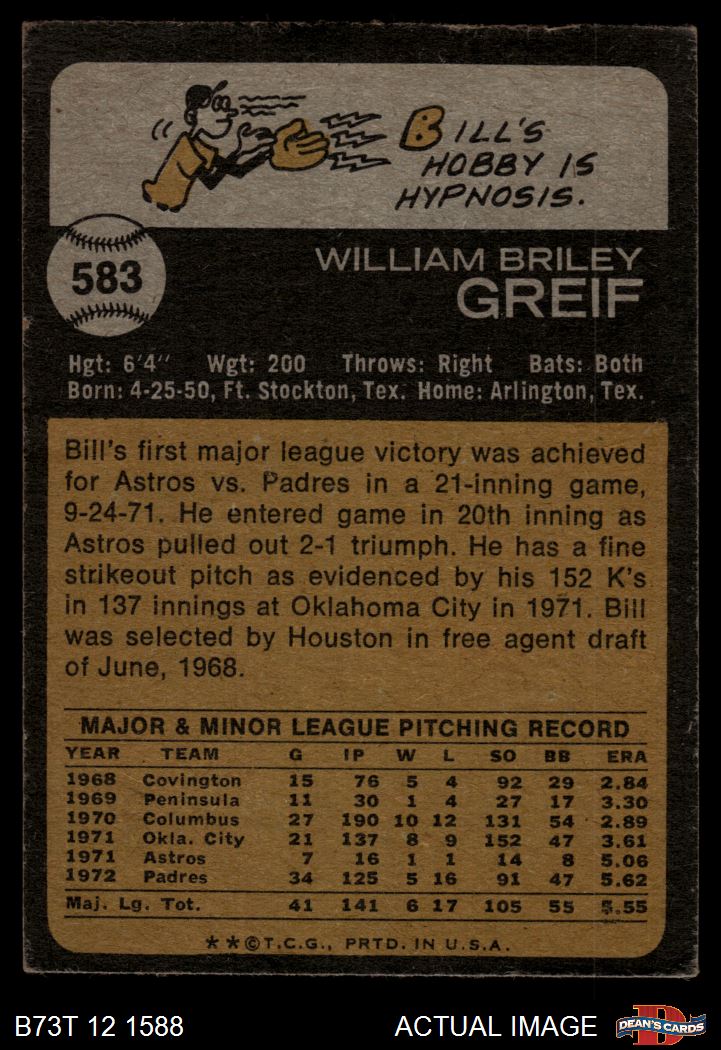 BILL'S
HOBBY IS
HYPNOSIS.
583
WILLIAM BRILEY
GREIF
Hgt: 6'4" Wgt: 200 Throws: Right Bats: Both
Born: 4-25-50, Ft. Stockton, Tex. Home: Arlington, Tex.
Bill's first major league victory was achieved
for Astros vs. Padres in a 21-inning game,
9-24-71. He entered game in 20th inning as
Astros pulled out 2-1 triumph. He has a fine
strikeout pitch as evidenced by his 152 K's
in 137 innings at Oklahoma City in 1971. Bill
was selected by Houston in free agent draft
of June, 1968.
MAJOR & MINOR LEAGUE PITCHING RECORD
YEAR TEAM G IP W L SO BB ERA
1968 Covington 15 76 5 4 92 29 2.84
1969 Peninsula 11 30 1 4 27 17 3.30
1970 Columbus 27 190 10 12 131 54 2.89
1971 Okla. City 21 137 8 9 152 47 3.61
1971 Astros 7 16 1 1 14 8 5.06
1972 Padres 34 125 5 16 91 47 5.62
Maj. Lg. Tot. 41 141 6 17 105 55 5.55
**©T.C.G., PRTD. IN U.S.A.
B73T 12 1588 ACTUAL IMAGE
D
DEAN'S CARDS